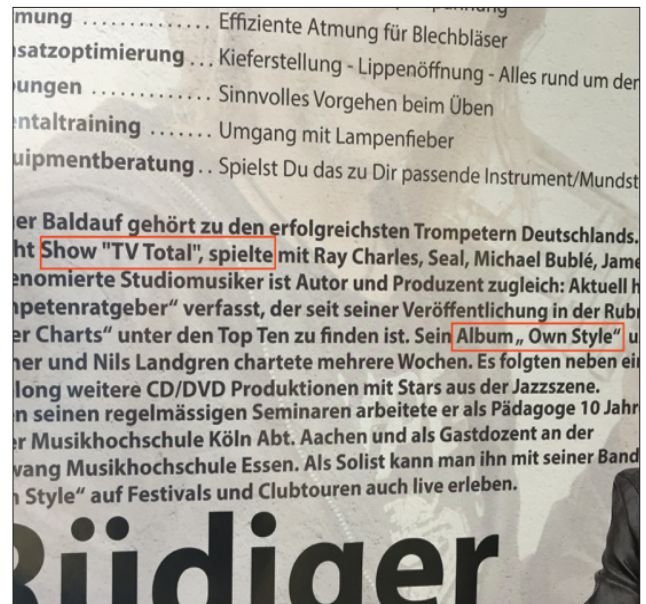 mung ............. Effiziente Atmung für Blechbläser
satzoptimierung ... Kieferstellung - Lippenöffnung - Alles rund um der
ungen ............. Sinnvolles Vorgehen beim Üben
ntaltraining ....... Umgang mit Lampenfieber
uipmentberatung .. Spielst Du das zu Dir passende Instrument/Mundst
er Baldauf gehört zu den erfolgreichsten Trompetern Deutschlands.
ht Show "TV Total", spielte mit Ray Charles, Seal, Michael Bublé, Jame
enomierte Studiomusiker ist Autor und Produzent zugleich: Aktuell h
petenratgeber“ verfasst, der seit seiner Veröffentlichung in der Rubr
er Charts“ unter den Top Ten zu finden ist. Sein Album „ Own Style“ u
ner und Nils Landgren chartete mehrere Wochen. Es folgten neben ei
long weitere CD/DVD Produktionen mit Stars aus der Jazzszene.
n seinen regelmässigen Seminaren arbeitete er als Pädagoge 10 Jahr
r Musikhochschule Köln Abt. Aachen und als Gastdozent an der
wang Musikhochschule Essen. Als Solist kann man ihn mit seiner Band
n Style“ auf Festivals und Clubtouren auch live erleben.
Rüdiger